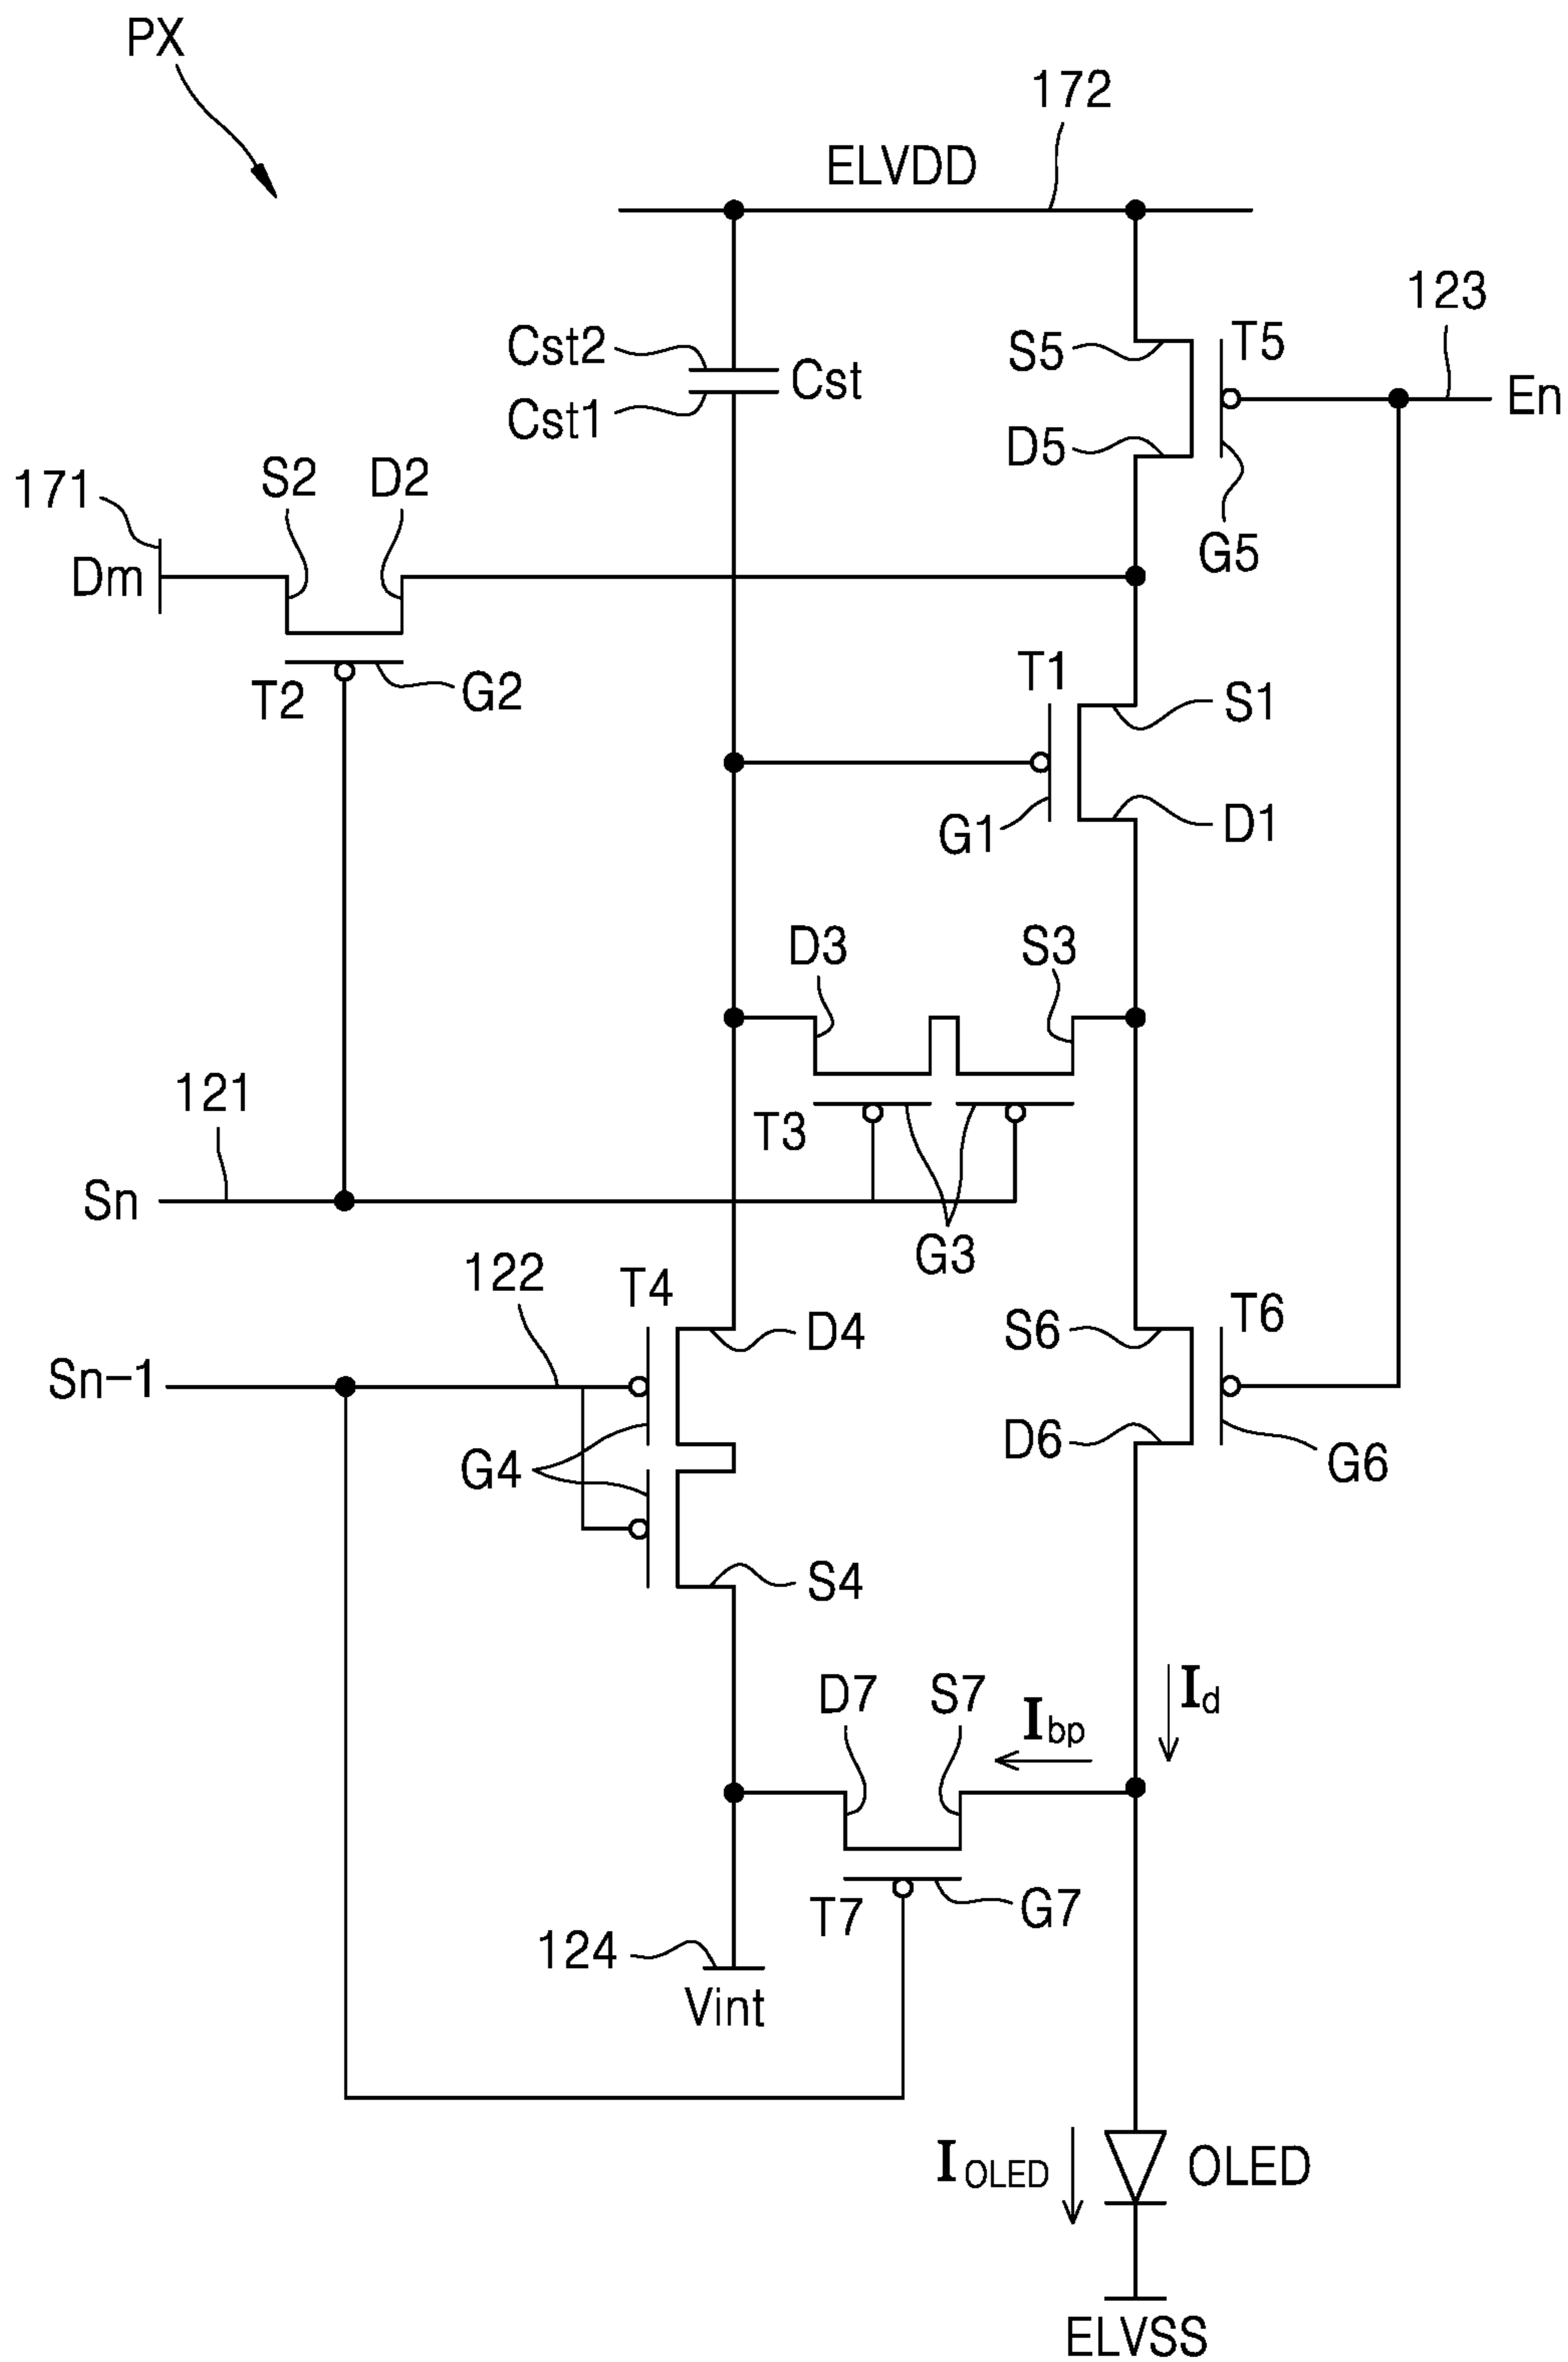 PX
172
ELVDD
123
Cst2
Cst
Cst1
S5
T5
En
D5
G5
171
S2
D2
Dm
T2
G2
T1
S1
G1
D1
D3
S3
121
T3
Sn
G3
122
T4
D4
S6
T6
Sn-1
G4
D6
G6
S4
D7
S7
Ibp
Id
T7
G7
124
Vint
IOLED
OLED
ELVSS